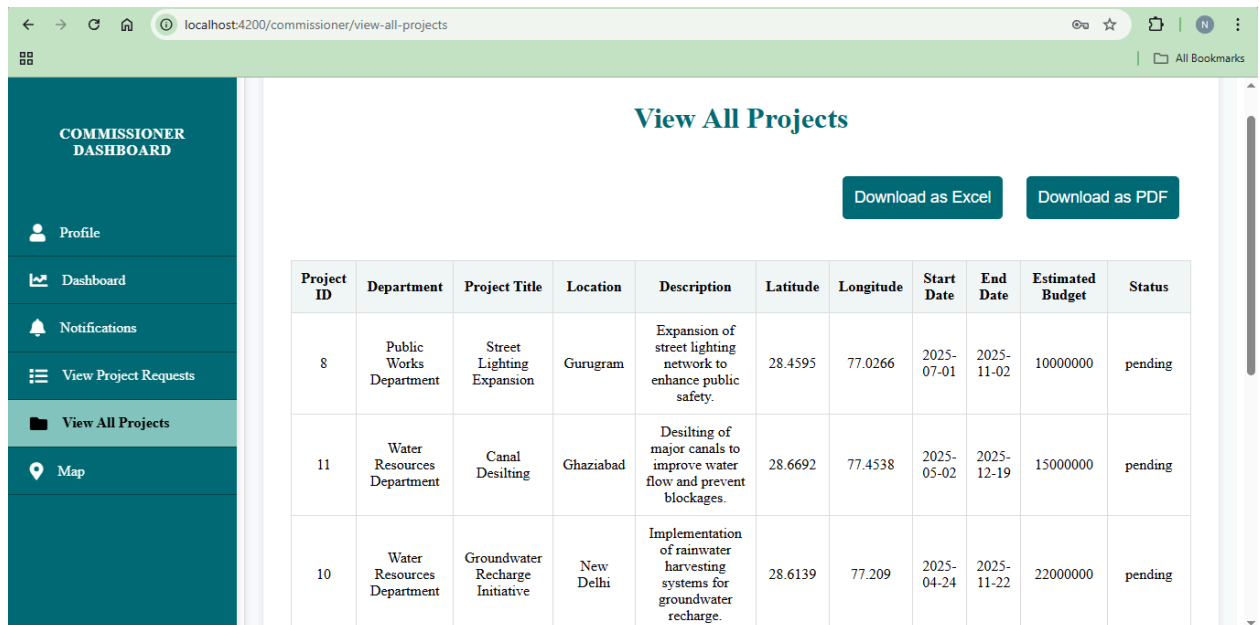 localhost:4200/commissioner/view-all-projects
N
All Bookmarks
COMMISSIONER
DASHBOARD
Profile
Dashboard
Notifications
View Project Requests
View All Projects
Map
View All Projects
Download as Excel
Download as PDF
Project
ID
Department
Project Title
Location
Description
Latitude
Longitude
Start
Date
End
Date
Estimated
Budget
Status
8
Public
Works
Department
Street
Lighting
Expansion
Gurugram
Expansion of
street lighting
network to
enhance public
safety.
28.4595
77.0266
2025-
07-01
2025-
11-02
10000000
pending
11
Water
Resources
Department
Canal
Desilting
Ghaziabad
Desilting of
major canals to
improve water
flow and prevent
blockages.
28.6692
77.4538
2025-
05-02
2025-
12-19
15000000
pending
10
Water
Resources
Department
Groundwater
Recharge
Initiative
New
Delhi
Implementation
of rainwater
harvesting
systems for
groundwater
recharge.
28.6139
77.209
2025-
04-24
2025-
11-22
22000000
pending